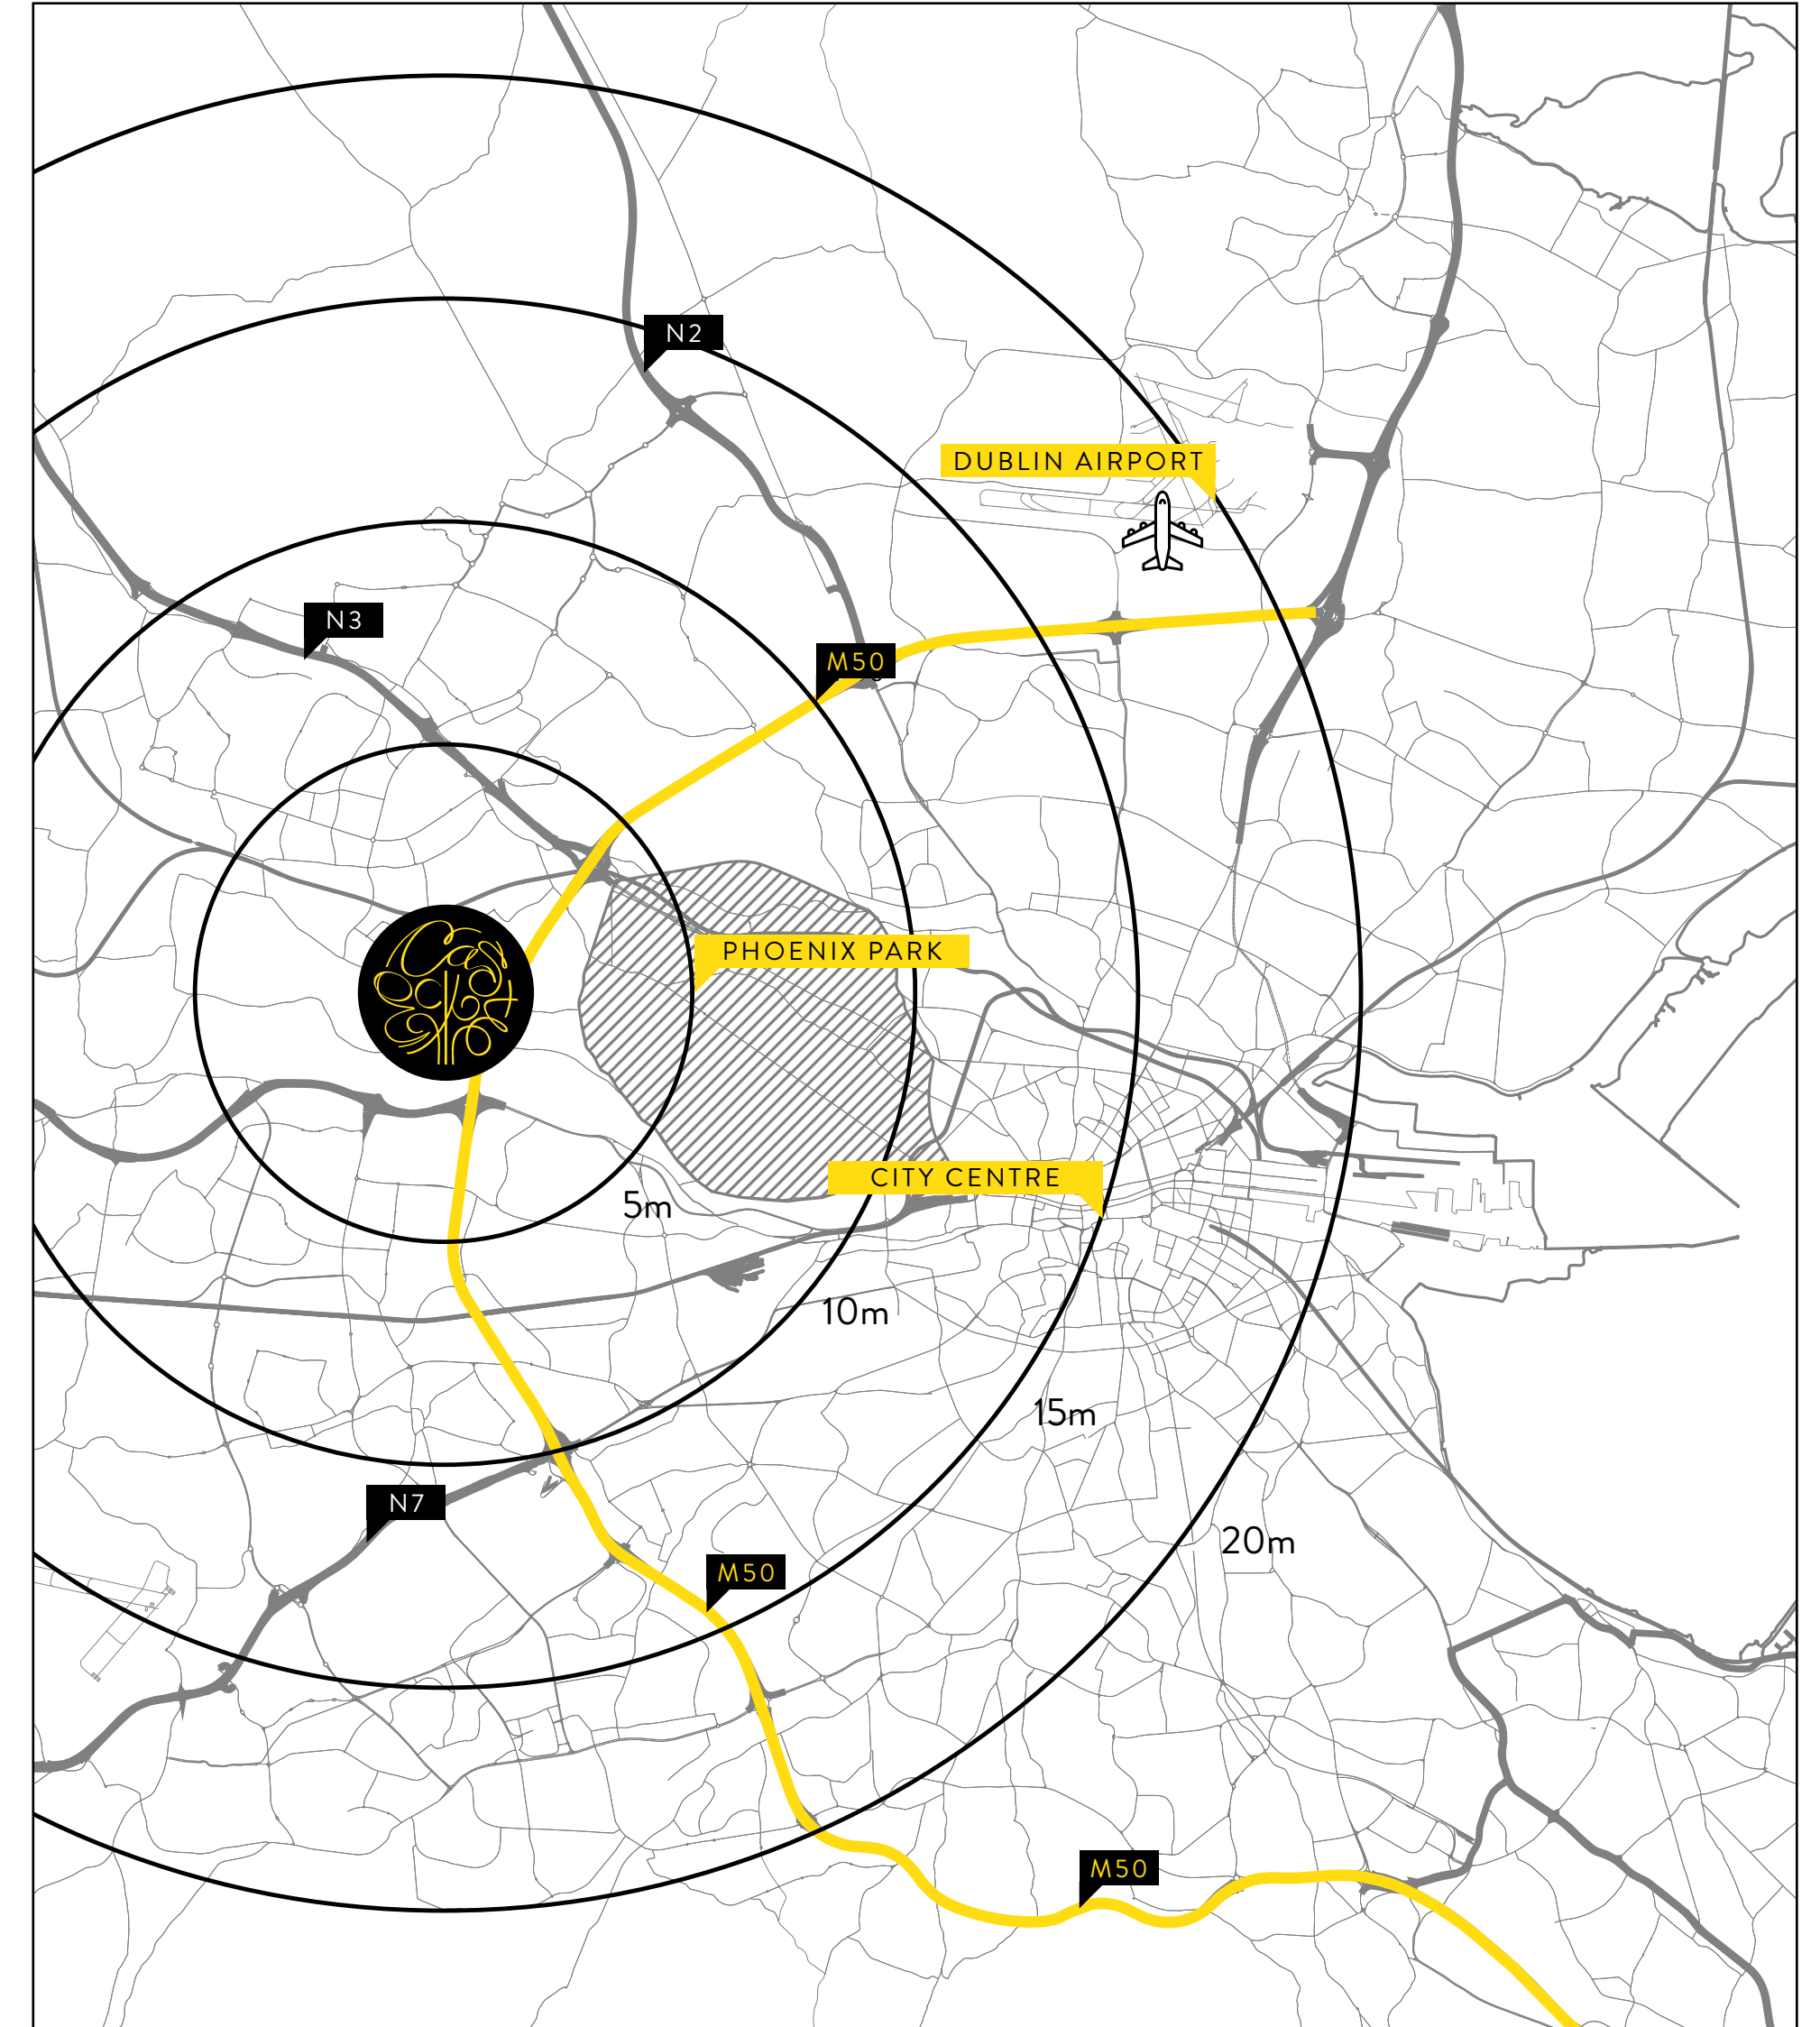 N2
DUBLIN AIRPORT
N3
M50
PHOENIX PARK
CITY CENTRE
5m
10m
15m
N7
20m
M50
M50